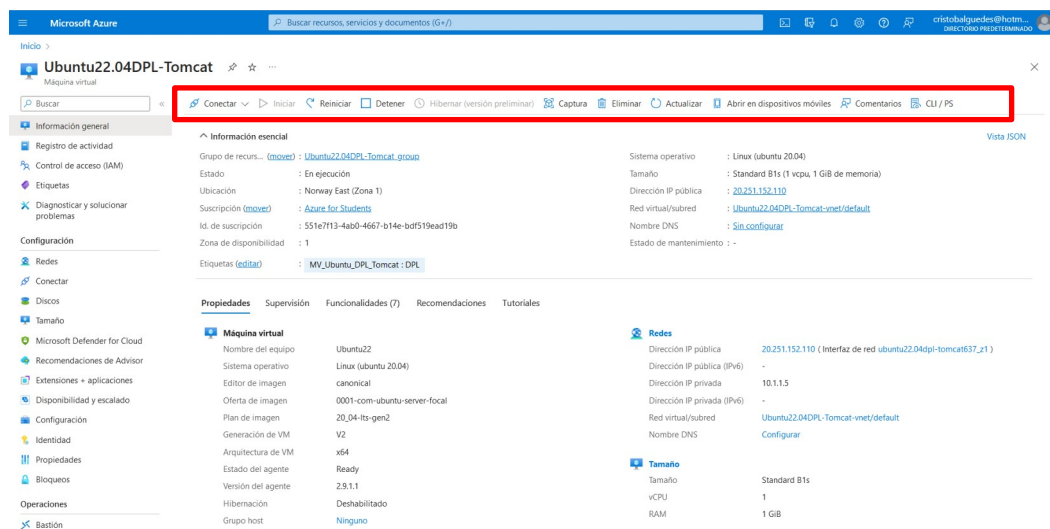 Microsoft Azure
Buscar recursos, servicios y documentos (G+/)
cristobalguedes@hotm...
DIRECTORIO PREDETERMINADO
Inicio >
Ubuntu22.04DPL-Tomcat
Máquina virtual
Buscar
Conectar Iniciar Reiniciar Detener Hibernar (versión preliminar) Captura Eliminar Actualizar Abrir en dispositivos móviles Comentarios CLI / PS
Información general
Registro de actividad
Control de acceso (IAM)
Etiquetas
Diagnosticar y solucionar problemas
Configuración
Redes
Conectar
Discos
Tamaño
Microsoft Defender for Cloud
Recomendaciones de Advisor
Extensiones + aplicaciones
Disponibilidad y escalado
Configuración
Identidad
Propiedades
Bloqueos
Operaciones
Bastión
Información esencial
Vista JSON
Grupo de recurs... (mover) : Ubuntu22.04DPL-Tomcat_group
Estado : En ejecución
Ubicación : Norway East (Zona 1)
Suscripción (mover) : Azure for Students
Id. de suscripción : 551e7f13-4ab0-4667-b14e-bdf519ead19b
Zona de disponibilidad : 1
Etiquetas (editar) : MV_Ubuntu_DPL_Tomcat : DPL
Sistema operativo : Linux (ubuntu 20.04)
Tamaño : Standard B1s (1 vcpu, 1 GiB de memoria)
Dirección IP pública : 20.251.152.110
Red virtual/subred : Ubuntu22.04DPL-Tomcat-vnet/default
Nombre DNS : Sin configurar
Estado de mantenimiento : -
Propiedades Supervisión Funcionalidades (7) Recomendaciones Tutoriales
Máquina virtual
Nombre del equipo Ubuntu22
Sistema operativo Linux (ubuntu 20.04)
Editor de imagen canonical
Oferta de imagen 0001-com-ubuntu-server-focal
Plan de imagen 20_04-lts-gen2
Generación de VM V2
Arquitectura de VM x64
Estado del agente Ready
Versión del agente 2.9.1.1
Hibernación Deshabilitado
Grupo host Ninguno
Redes
Dirección IP pública 20.251.152.110 ( Interfaz de red ubuntu22.04dpl-tomcat637_z1 )
Dirección IP pública (IPv6) -
Dirección IP privada 10.1.1.5
Dirección IP privada (IPv6) -
Red virtual/subred Ubuntu22.04DPL-Tomcat-vnet/default
Nombre DNS Configurar
Tamaño
Tamaño Standard B1s
vCPU 1
RAM 1 GiB